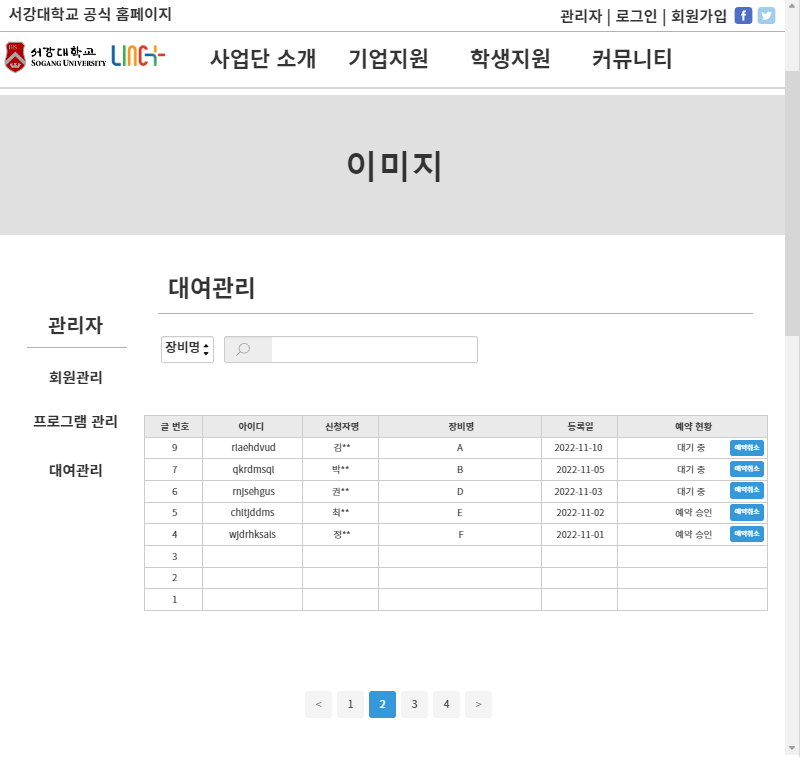 서강대학교 공식 홈페이지
관리자 | 로그인 | 회원가입
서강대학교
SOGANG UNIVERSITY
LINC+
사업단 소개 기업지원 학생지원 커뮤니티
이미지
대여관리
관리자
회원관리
프로그램 관리
대여관리
장비명
글 번호 아이디 신청자명 장비명 등록일 예약 현황
9 rlaehdvud 김** A 2022-11-10 대기 중 예약취소
7 qkrdmsql 박** B 2022-11-05 대기 중 예약취소
6 rnjsehgus 권** D 2022-11-03 대기 중 예약취소
5 chltjddms 최** E 2022-11-02 예약 승인 예약취소
4 wjdrhksals 정** F 2022-11-01 예약 승인 예약취소
3
2
1
< 1 2 3 4 >